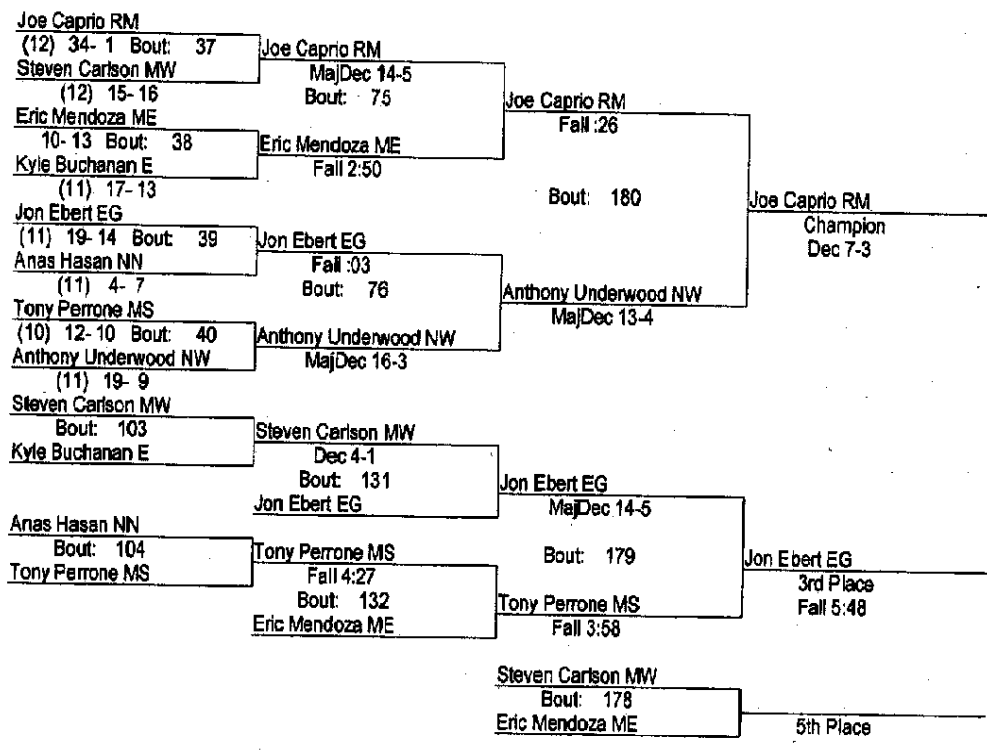 Joe Caprio RM
(12) 34- 1 Bout: 37
Steven Carlson MW
(12) 15- 16
Eric Mendoza ME
10- 13 Bout: 38
Kyle Buchanan E
(11) 17- 13
Jon Ebert EG
(11) 19- 14 Bout: 39
Anas Hasan NN
(11) 4- 7
Tony Perrone MS
(10) 12- 10 Bout: 40
Anthony Underwood NW
(11) 19- 9
Joe Caprio RM
MajDec 14-5
Bout: 75
Eric Mendoza ME
Fall 2:50
Jon Ebert EG
Fall :03
Bout: 76
Anthony Underwood NW
MajDec 16-3
Joe Caprio RM
Fall :26
Bout: 180
Anthony Underwood NW
MajDec 13-4
Joe Caprio RM
Champion
Dec 7-3
Steven Carlson MW
Bout: 103
Kyle Buchanan E
Anas Hasan NN
Bout: 104
Tony Perrone MS
Steven Carlson MW
Dec 4-1
Bout: 131
Jon Ebert EG
Tony Perrone MS
Fall 4:27
Bout: 132
Eric Mendoza ME
Jon Ebert EG
MajDec 14-5
Bout: 179
Tony Perrone MS
Fall 3:58
Jon Ebert EG
3rd Place
Fall 5:48
Steven Carlson MW
Bout: 178
Eric Mendoza ME
5th Place